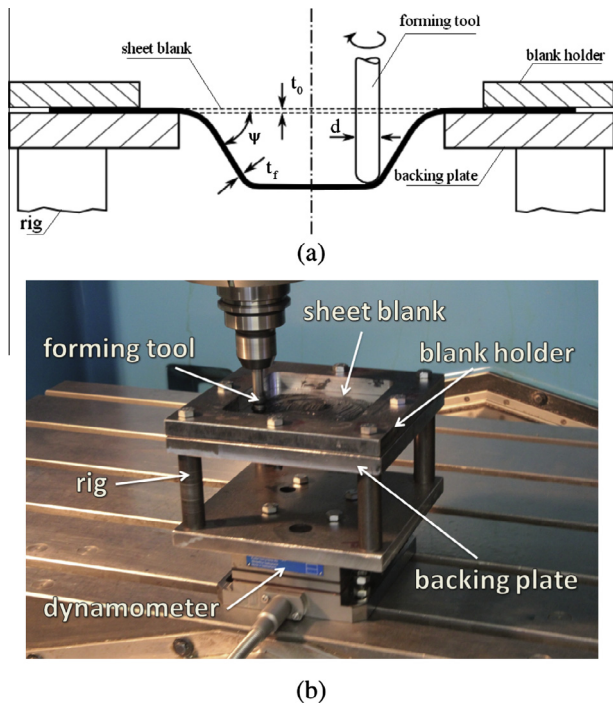 forming tool
sheet blank
blank holder
t₀
ψ
d
t_f
backing plate
rig
(a)
sheet blank
forming tool
blank holder
rig
backing plate
dynamometer
(b)